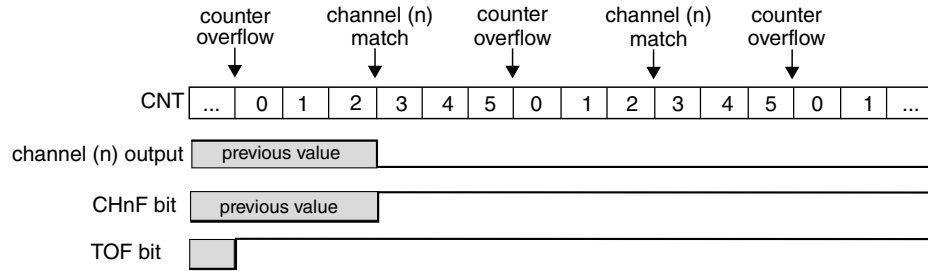 counter overflow
channel (n) match
counter overflow
channel (n) match
counter overflow
CNT ... 0 1 2 3 4 5 0 1 2 3 4 5 0 1 ...
channel (n) output previous value
CHnF bit previous value
TOF bit